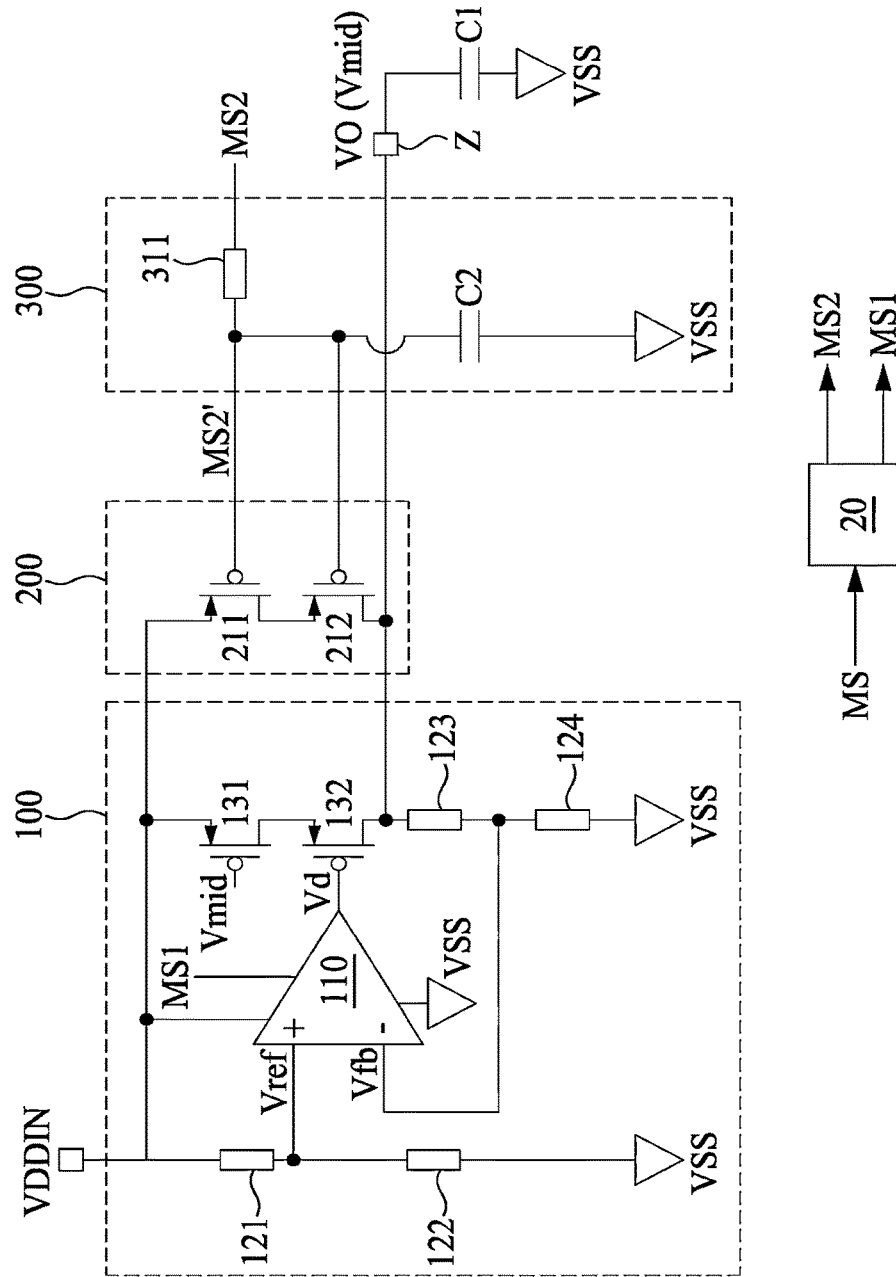 100
200
300
VDDIN
MS1
Vmid
131
211
MS2'
311
MS2
121
Vref
+
110
Vd
132
212
VO (Vmid)
Vfb
-
VSS
Z
C1
122
123
C2
VSS
124
VSS
VSS
VSS
MS
20
MS2
MS1